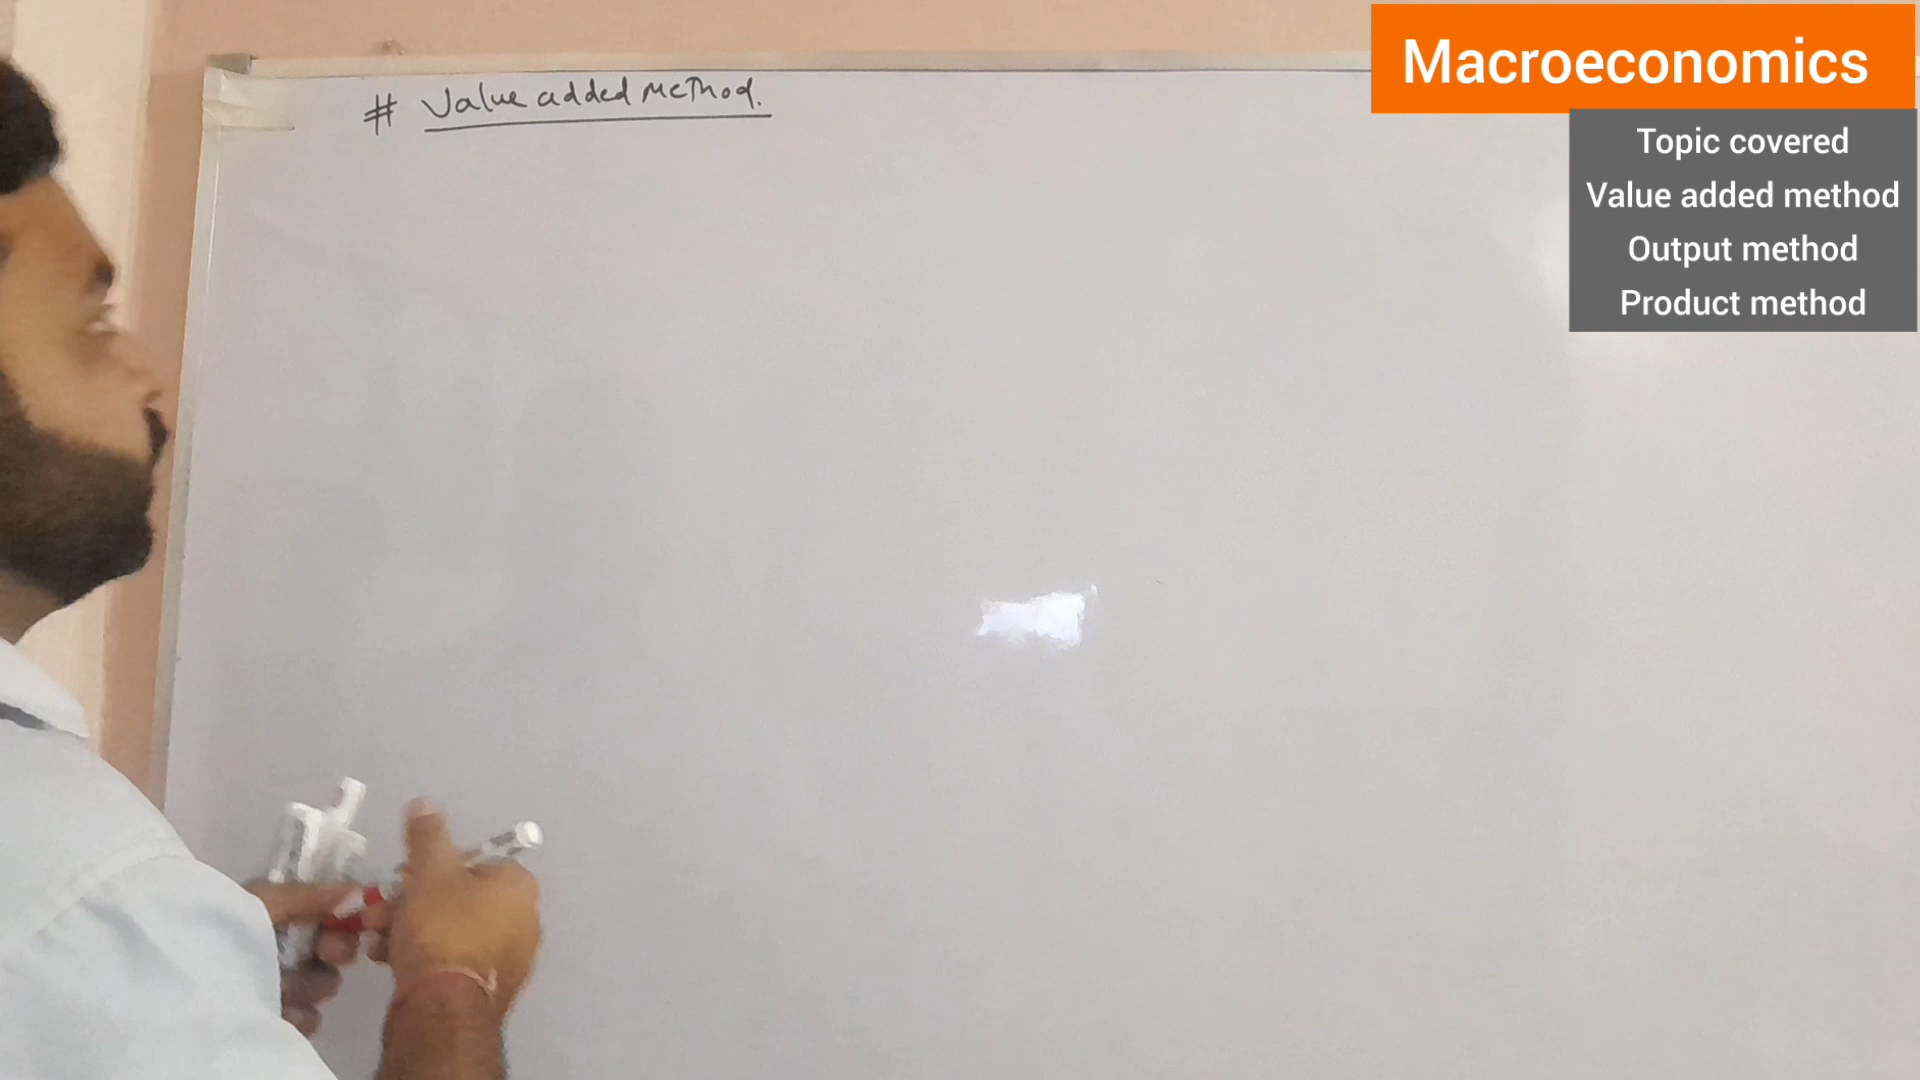 # Value added method.
Macroeconomics
Topic covered
Value added method
Output method
Product method